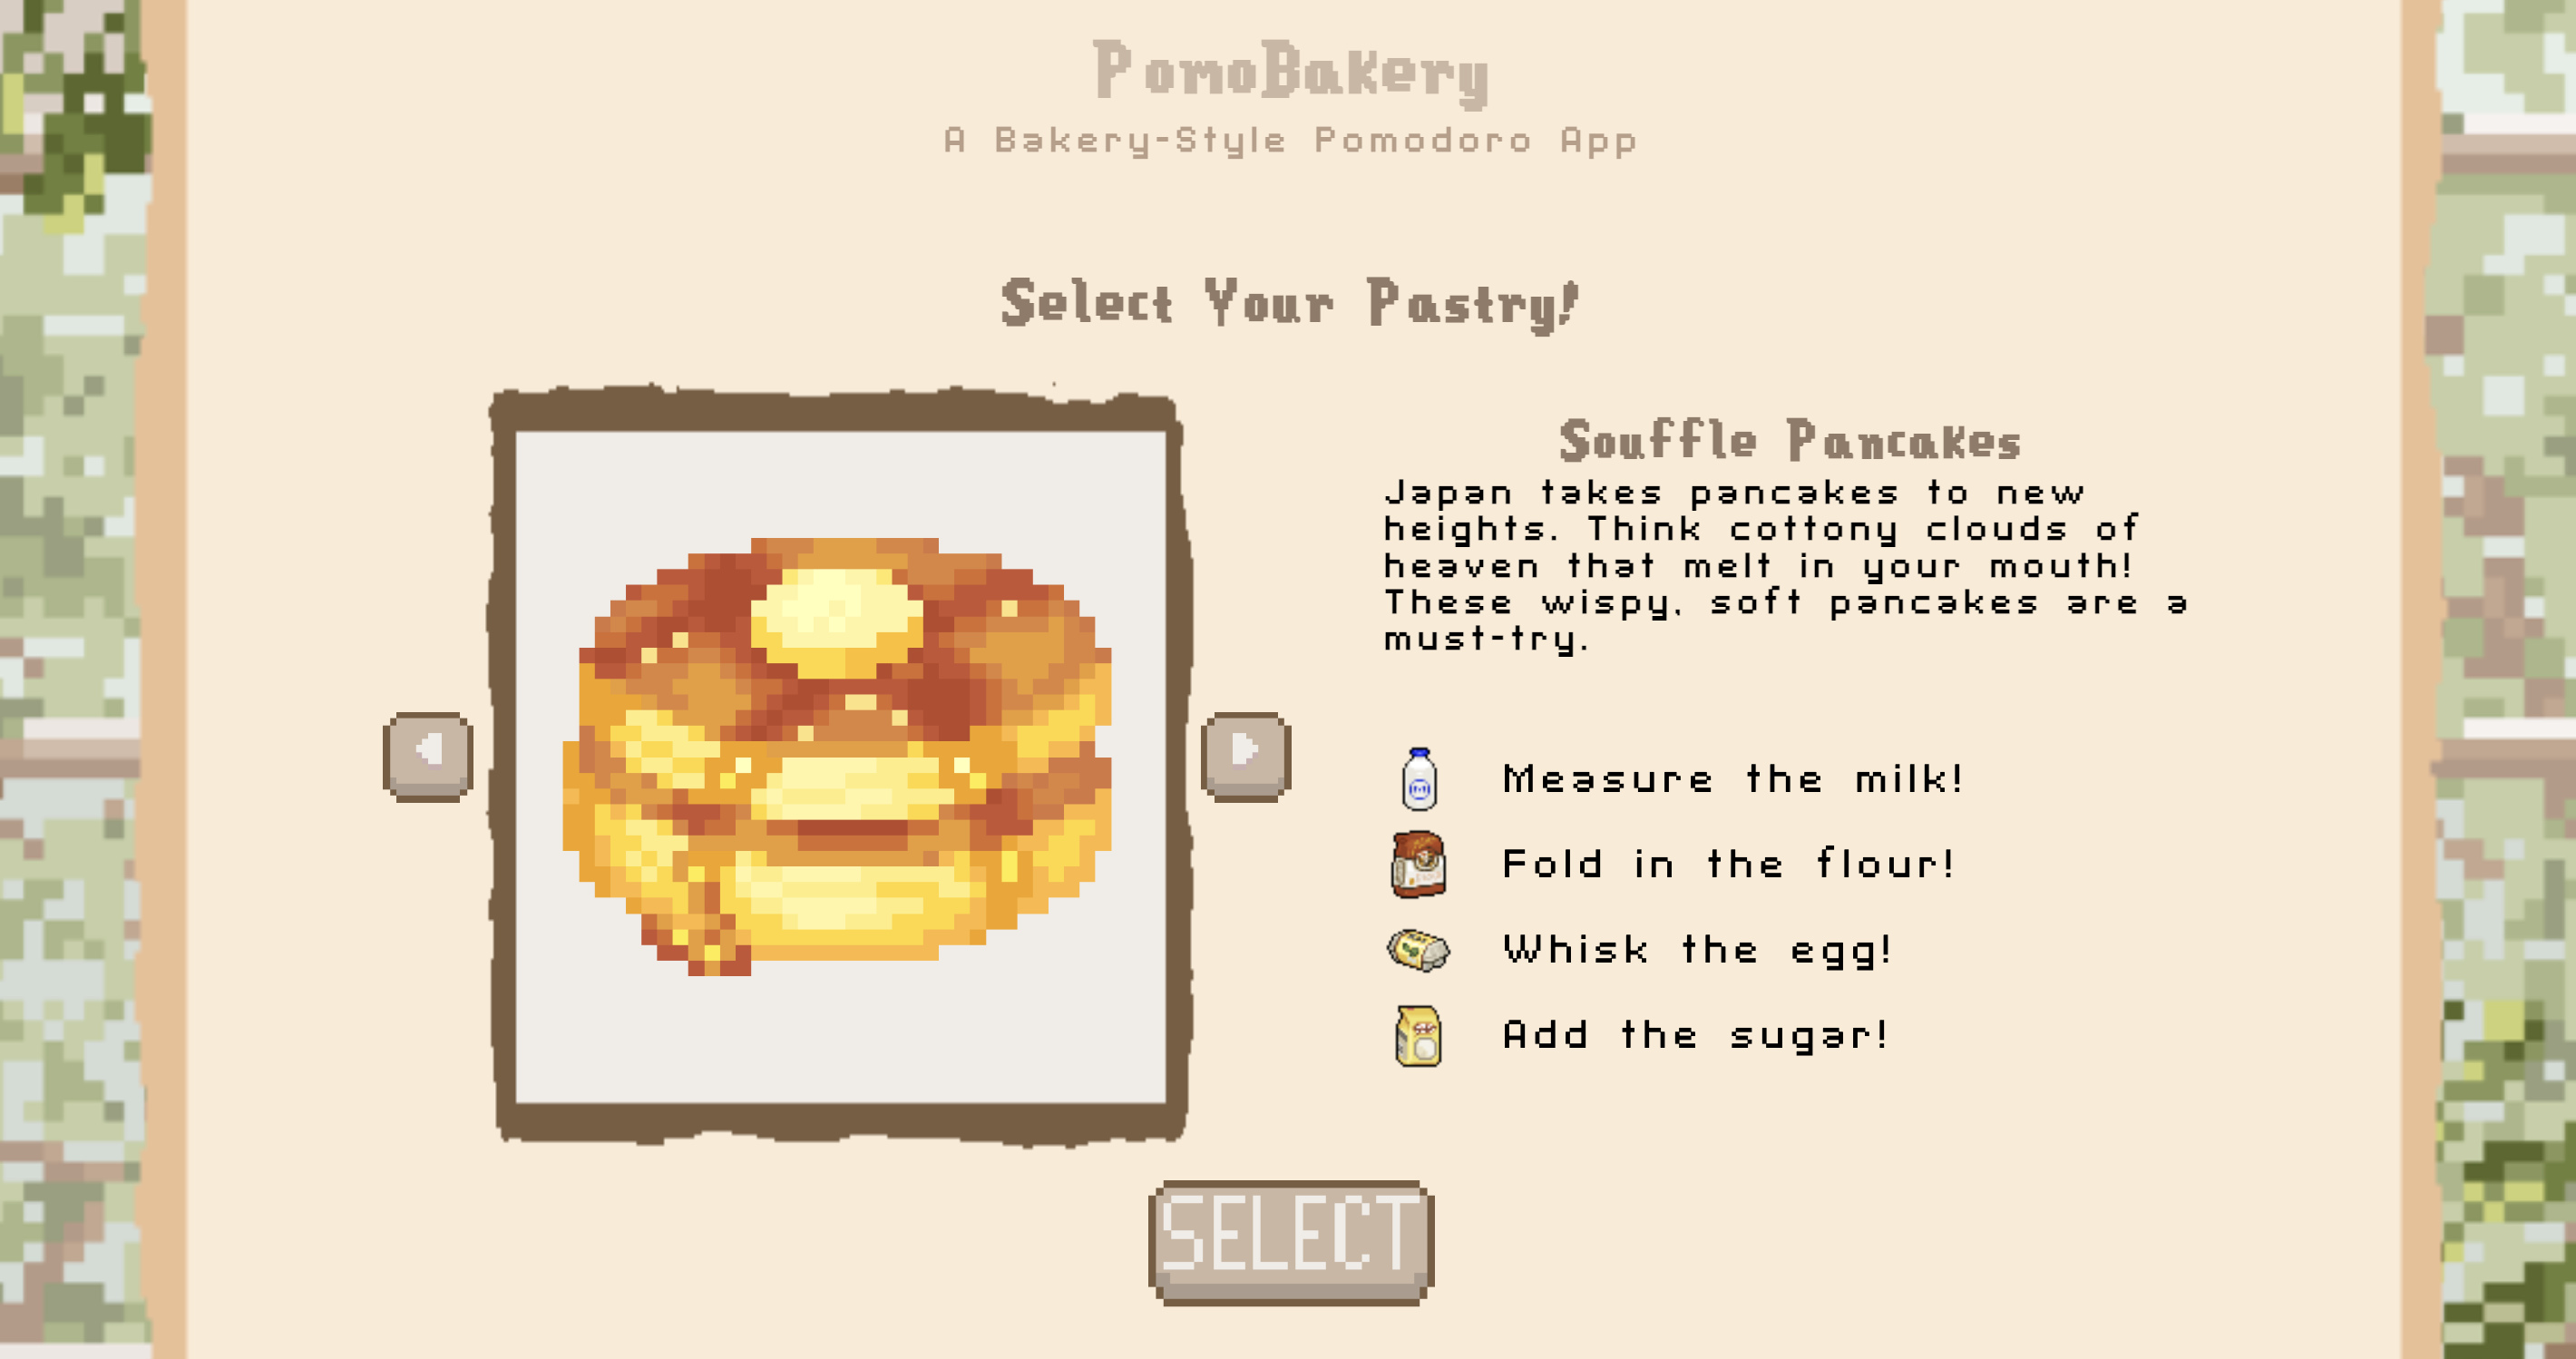 PomoBakery
A Bakery-Style Pomodoro App
Select Your Pastry!
Souffle Pancakes
Japan takes pancakes to new
heights. Think cottony clouds of
heaven that melt in your mouth!
These wispy, soft pancakes are a
must-try.
Measure the milk!
Fold in the flour!
Whisk the egg!
Add the sugar!
SELECT